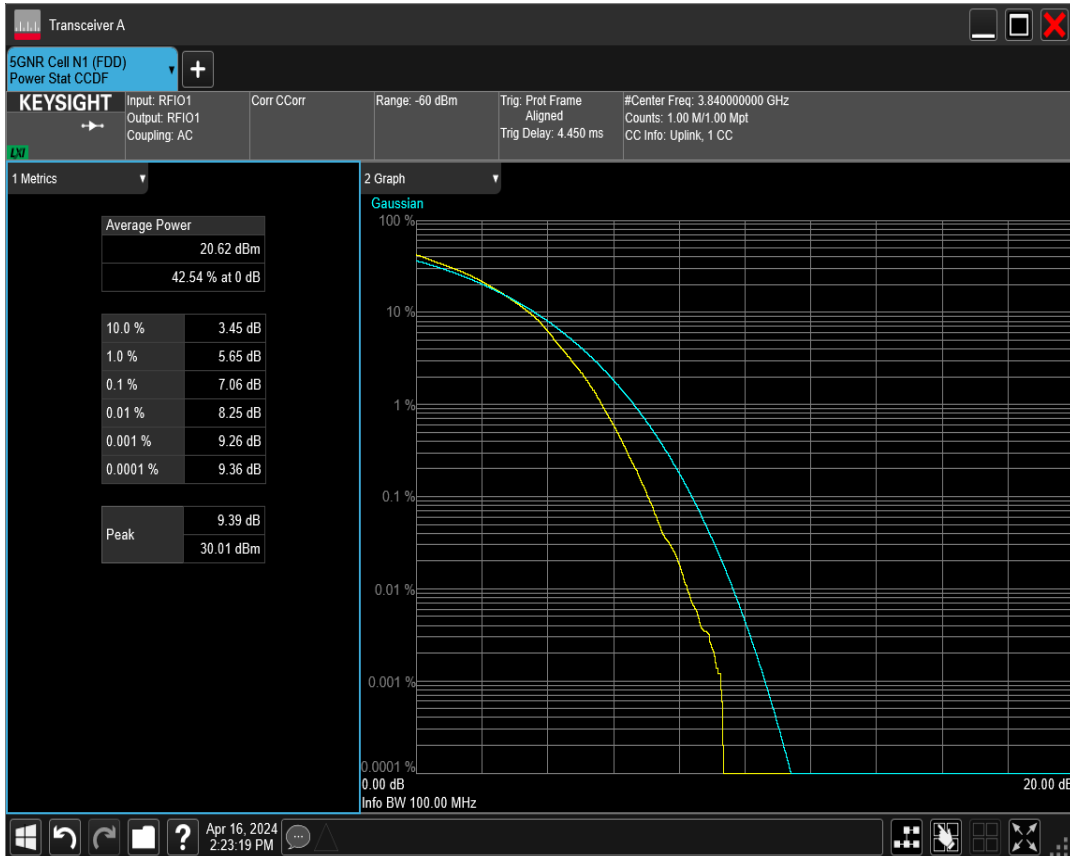 Transceiver A
5GNR Cell N1 (FDD)
Power Stat CCDF
+
KEYSIGHT
LXI
Input: RFIO1
Output: RFIO1
Coupling: AC
Corr CCorr
Range: -60 dBm
Trig: Prot Frame
Aligned
Trig Delay: 4.450 ms
#Center Freq: 3.840000000 GHz
Counts: 1.00 M/1.00 Mpt
CC Info: Uplink, 1 CC
1 Metrics
Average Power
20.62 dBm
42.54 % at 0 dB
10.0 % 3.45 dB
1.0 % 5.65 dB
0.1 % 7.06 dB
0.01 % 8.25 dB
0.001 % 9.26 dB
0.0001 % 9.36 dB
Peak
9.39 dB
30.01 dBm
2 Graph
Gaussian
100 %
10 %
1 %
0.1 %
0.01 %
0.001 %
0.0001 %
0.00 dB 20.00 dB
Info BW 100.00 MHz
?
Apr 16, 2024
2:23:19 PM